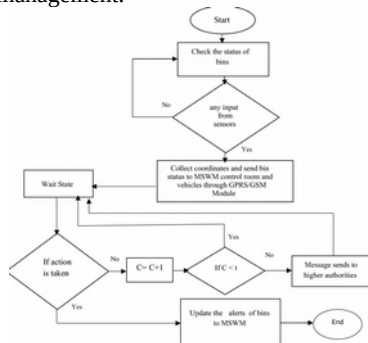 management.
Start
Check the status of
bins
No
any input
from
sensors
Yes
Collect coordinates and send bin
status to MSWM control room and
vehicles through GPRS/GSM
Module
Wait State
Yes
If action
is taken
No
C= C+1
If C < t
No
Message sends to
higher authorities
Yes
Update the alerts of bins
to MSWM
End